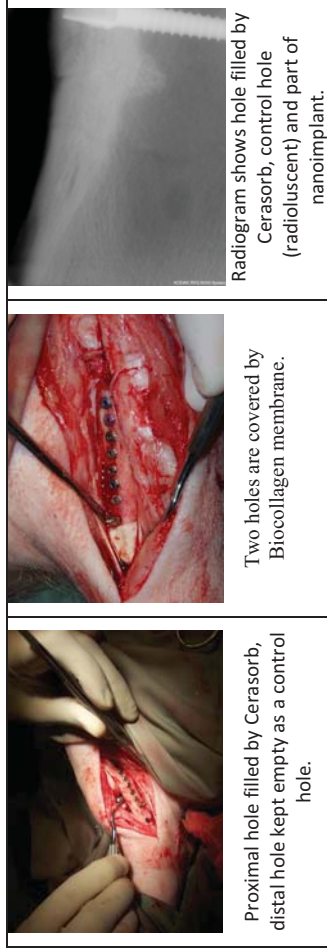 Proximal hole filled by Cerasorb,
distal hole kept empty as a control
hole.
Two holes are covered by
Biocollagen membrane.
Radiogram shows hole filled by
Cerasorb, control hole
(radioluscent) and part of
nanoimplant.